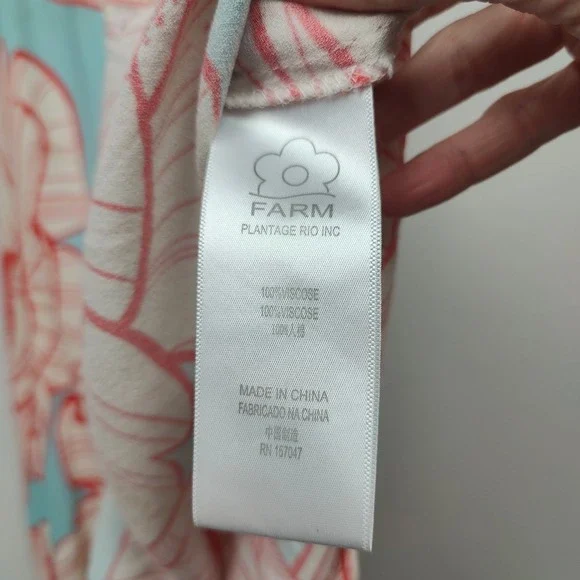 FARM
PLANTAGE RIO INC
100%VISCOSE
100%VISCOSE
100%人棉
MADE IN CHINA
FABRICADO NA CHINA
中國制造
RN 157047